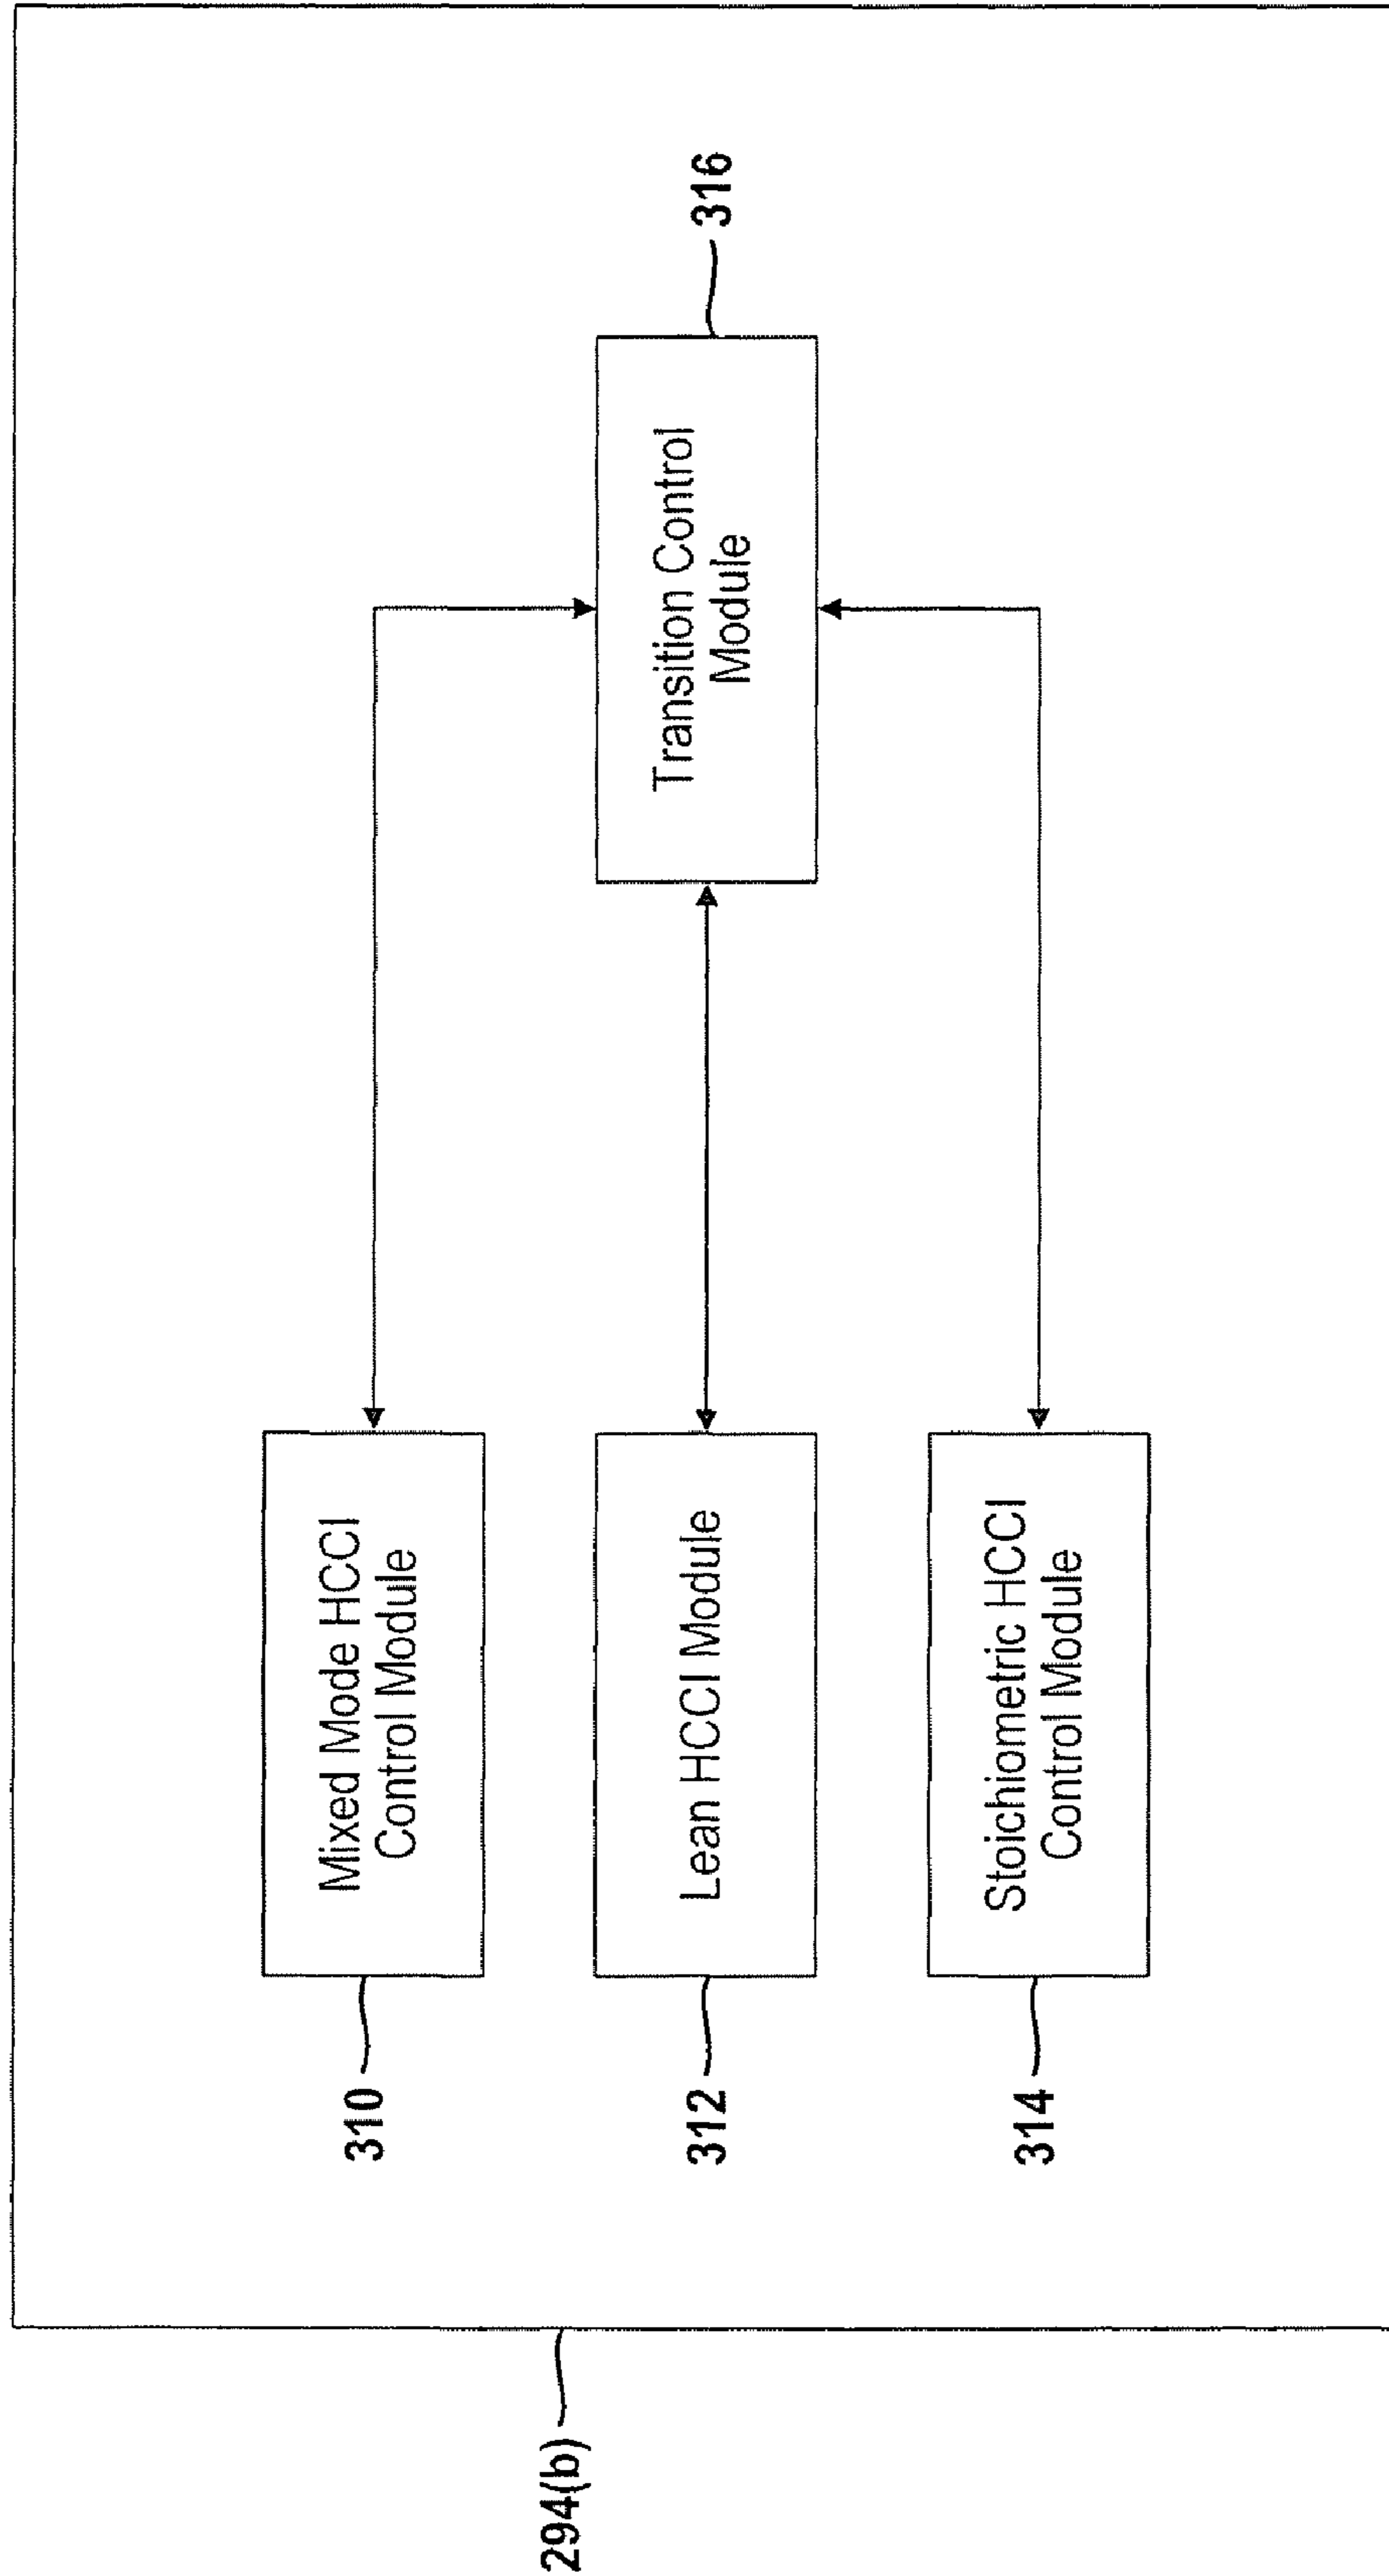 294(b)
310
Mixed Mode HCCI
Control Module
312
Lean HCCI Module
314
Stoichiometric HCCI
Control Module
Transition Control
Module
316